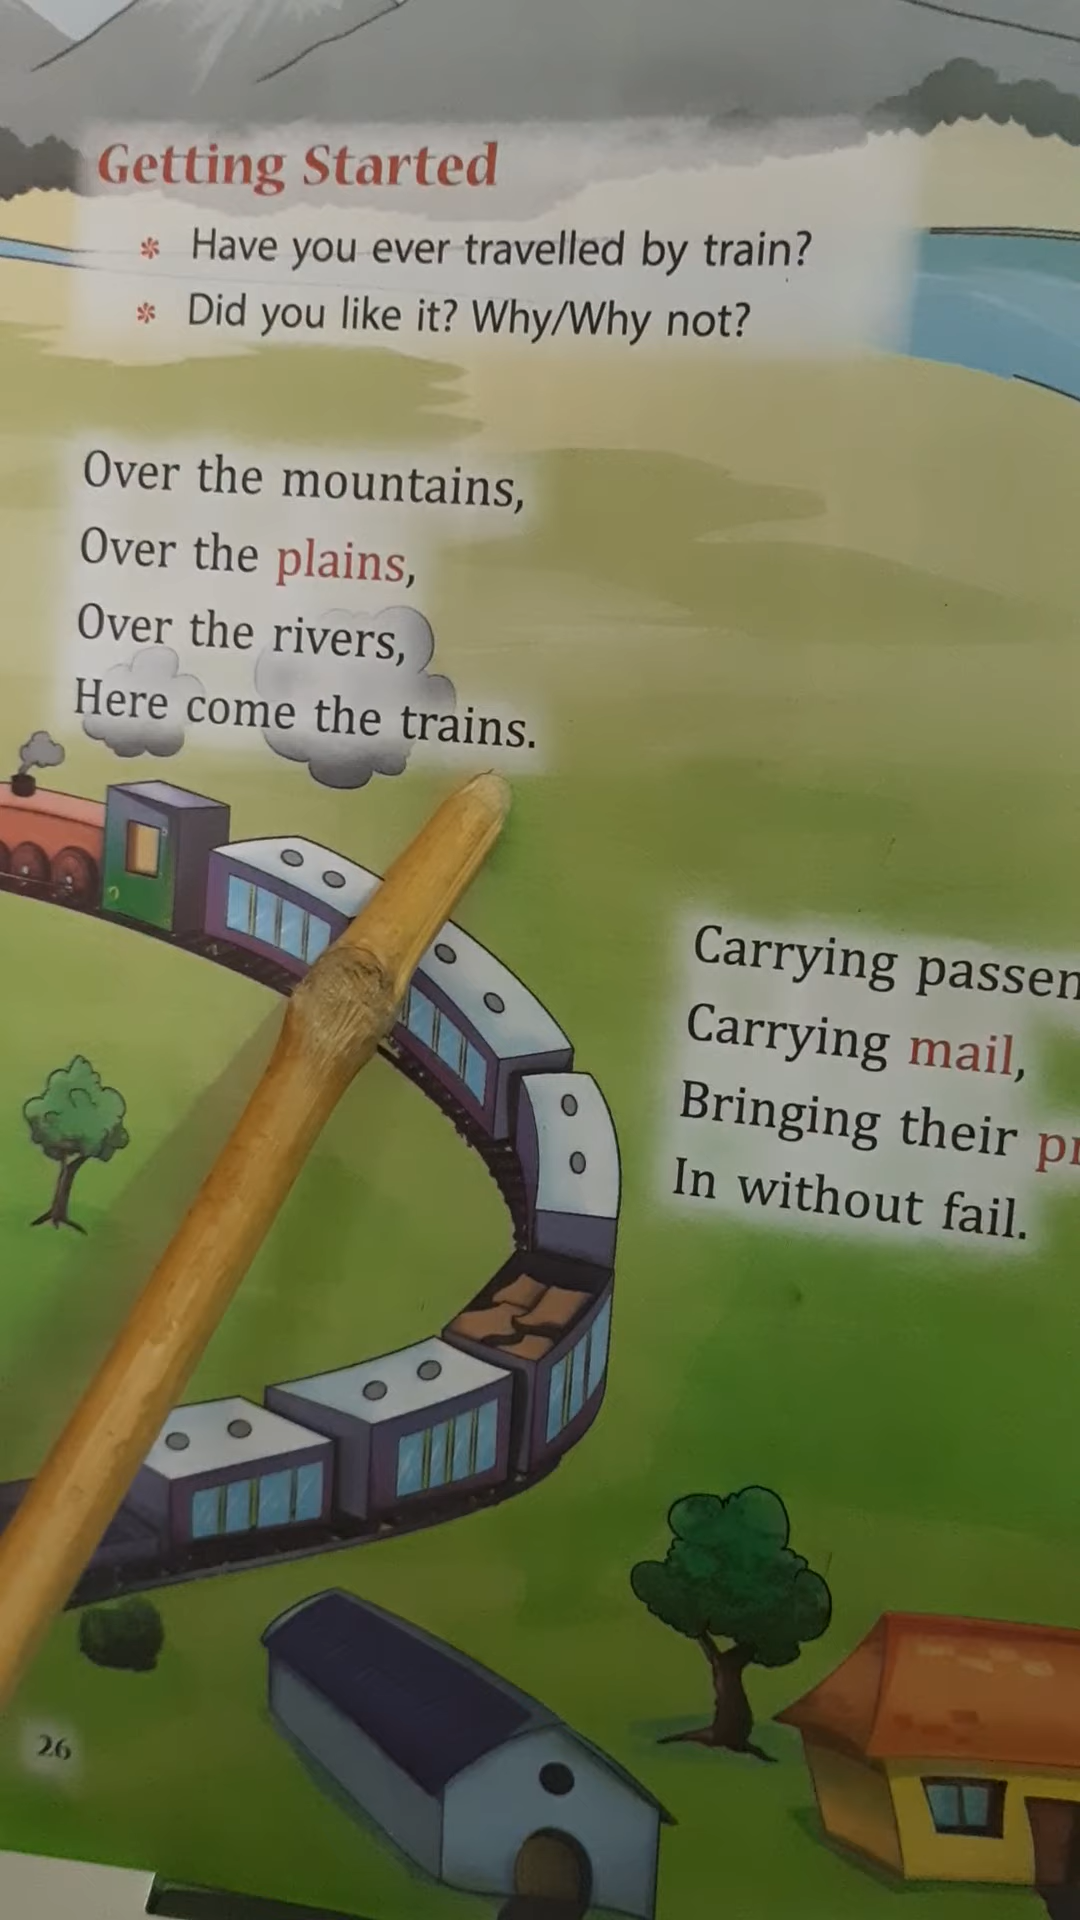 Getting Started
* Have you ever travelled by train?
* Did you like it? Why/Why not?
Over the mountains,
Over the plains,
Over the rivers,
Here come the trains.
Carrying
Carrying mail,
Bringing their
In without fail.
26